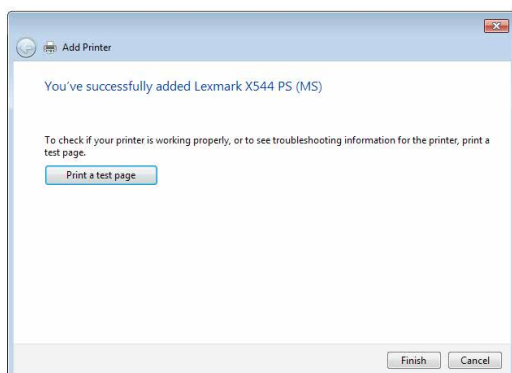 Add Printer
You've successfully added Lexmark X544 PS (MS)
To check if your printer is working properly, or to see troubleshooting information for the printer, print a
test page.
Print a test page
Finish Cancel